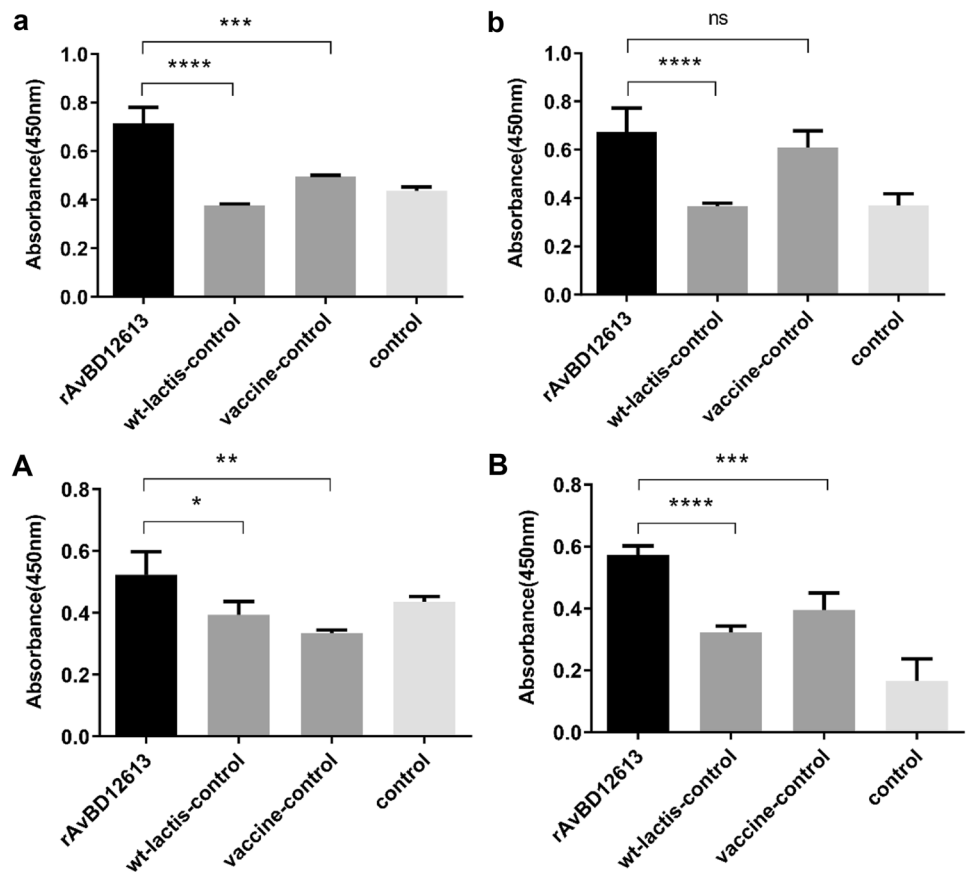 a
***
****
Absorbance(450nm)
1.0
0.8
0.6
0.4
0.2
0.0
rAvBD12613
wt-lactis-control
vaccine-control
control
b
ns
****
Absorbance(450nm)
1.0
0.8
0.6
0.4
0.2
0.0
rAvBD12613
wt-lactis-control
vaccine-control
control
A
**
*
Absorbance(450nm)
0.8
0.6
0.4
0.2
0.0
rAvBD12613
wt-lactis-control
vaccine-control
control
B
***
****
Absorbance(450nm)
0.8
0.6
0.4
0.2
0.0
rAvBD12613
wt-lactis-control
vaccine-control
control